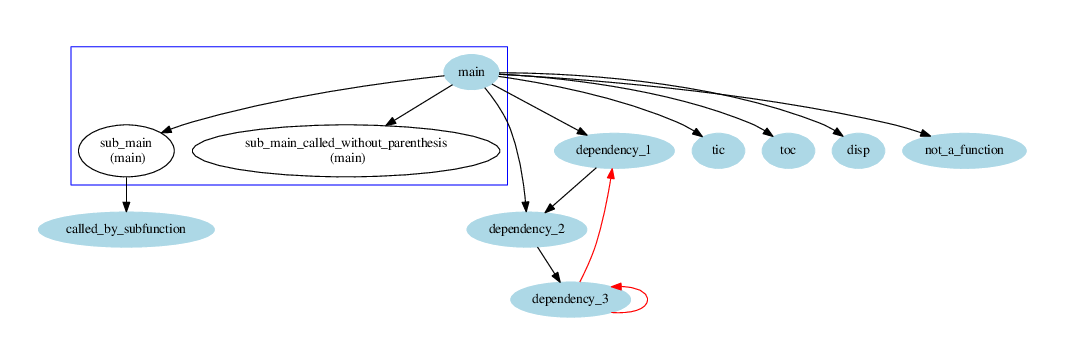 main
sub_main
(main)
sub_main_called_without_parenthesis
(main)
dependency_1
tic
toc
disp
not_a_function
called_by_subfunction
dependency_2
dependency_3